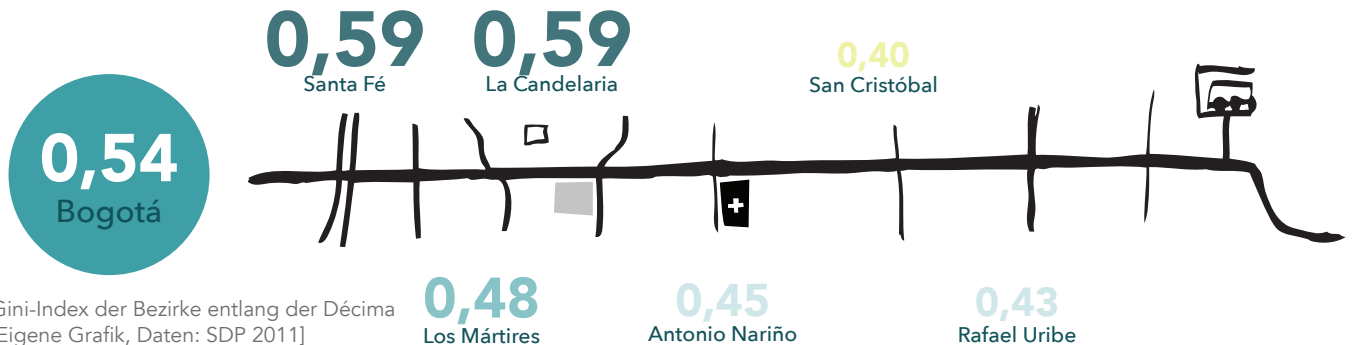 0,59
Santa Fé
0,59
La Candelaria
0,40
San Cristóbal
0,54
Bogotá
Gini-Index der Bezirke entlang der Décima
[Eigene Grafik, Daten: SDP 2011]
0,48
Los Mártires
0,45
Antonio Nariño
0,43
Rafael Uribe